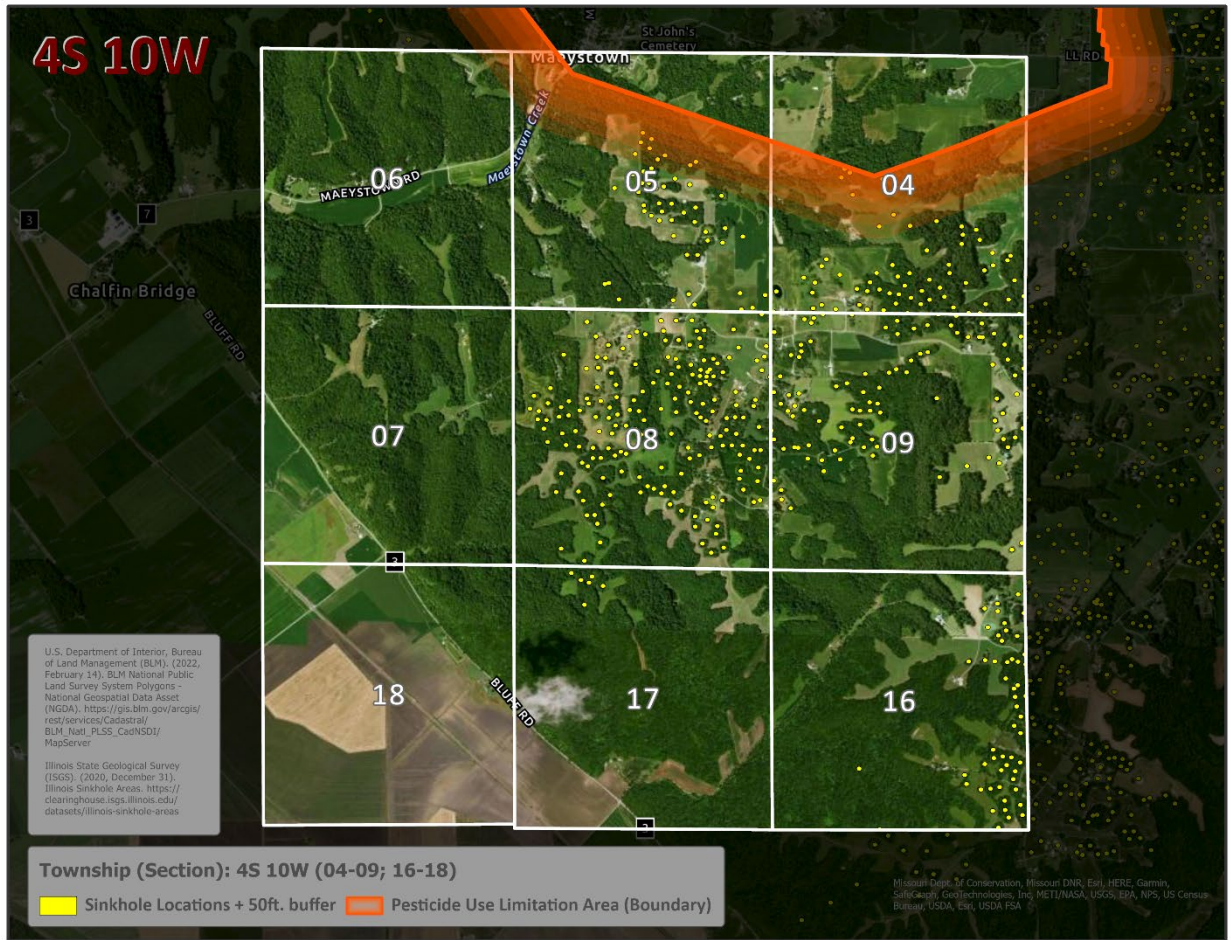 4S 10W
St John's
Cemetery
M
Maeystown
LL RD
Maeystown Creek
06
MAEYSTOWN RD
05
04
3
7
Chalfin Bridge
BLUFF RD
07
08
09
3
18
BLUFF RD
17
16
3
U.S. Department of Interior, Bureau
of Land Management (BLM). (2022,
February 14). BLM National Public
Land Survey System Polygons -
National Geospatial Data Asset
(NGDA). https://gis.blm.gov/arcgis/
rest/services/Cadastral/
BLM_Natl_PLSS_CadNSDI/
MapServer
Illinois State Geological Survey
(ISGS). (2020, December 31).
Illinois Sinkhole Areas. https://
clearinghouse.isgs.illinois.edu/
datasets/illinois-sinkhole-areas
Township (Section): 4S 10W (04-09; 16-18)
Sinkhole Locations + 50ft. buffer
Pesticide Use Limitation Area (Boundary)
Missouri Dept. of Conservation, Missouri DNR, Esri, HERE, Garmin,
SafeGraph, GeoTechnologies, Inc, METI/NASA, USGS, EPA, NPS, US Census
Bureau, USDA, Esri, USDA FSA